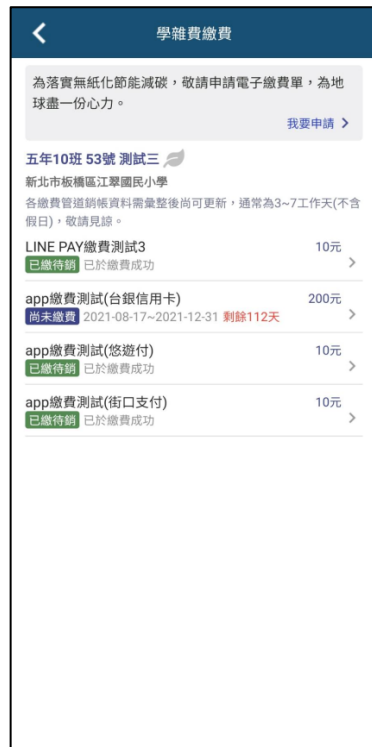 學雜費繳費
為落實無紙化節能減碳，敬請申請電子繳費單，為地
球盡一份心力。
我要申請
五年10班 53號 測試三
新北市板橋區江翠國民小學
各繳費管道銷帳資料需彙整後尚可更新，通常為3~7工作天(不含
假日)，敬請見諒。
LINE PAY繳費測試3 10元
已繳待銷 已於繳費成功
app繳費測試(台銀信用卡) 200元
尚未繳費 2021-08-17~2021-12-31 剩餘112天
app繳費測試(悠遊付) 10元
已繳待銷 已於繳費成功
app繳費測試(街口支付) 10元
已繳待銷 已於繳費成功